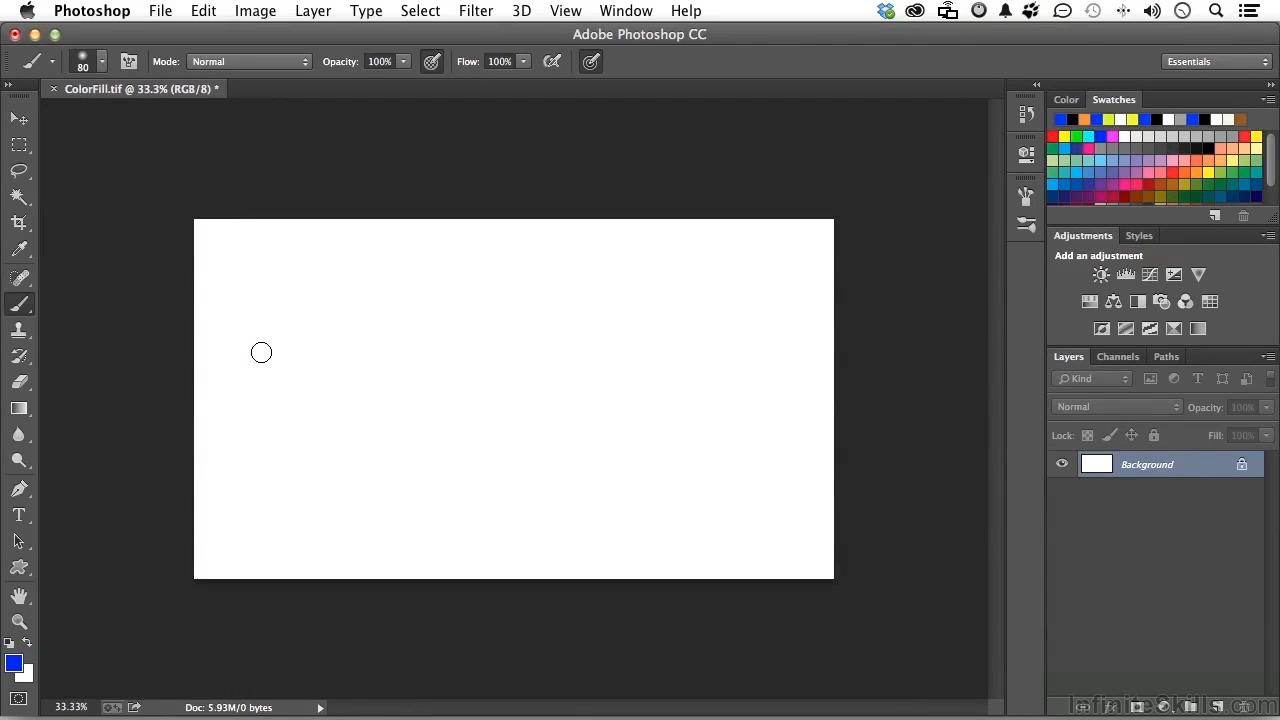 Photoshop File Edit Image Layer Type Select Filter 3D View Window Help
Adobe Photoshop CC
80 Mode: Normal Opacity: 100% Flow: 100% Essentials
× ColorFill.tif @ 33.3% (RGB/8) *
Color Swatches
Adjustments Styles
Add an adjustment
Layers Channels Paths
Kind T
Normal Opacity: 100%
Lock: Fill: 100%
Background
T
33.33% Doc: 5.93M/0 bytes
InfiniteSkills.com